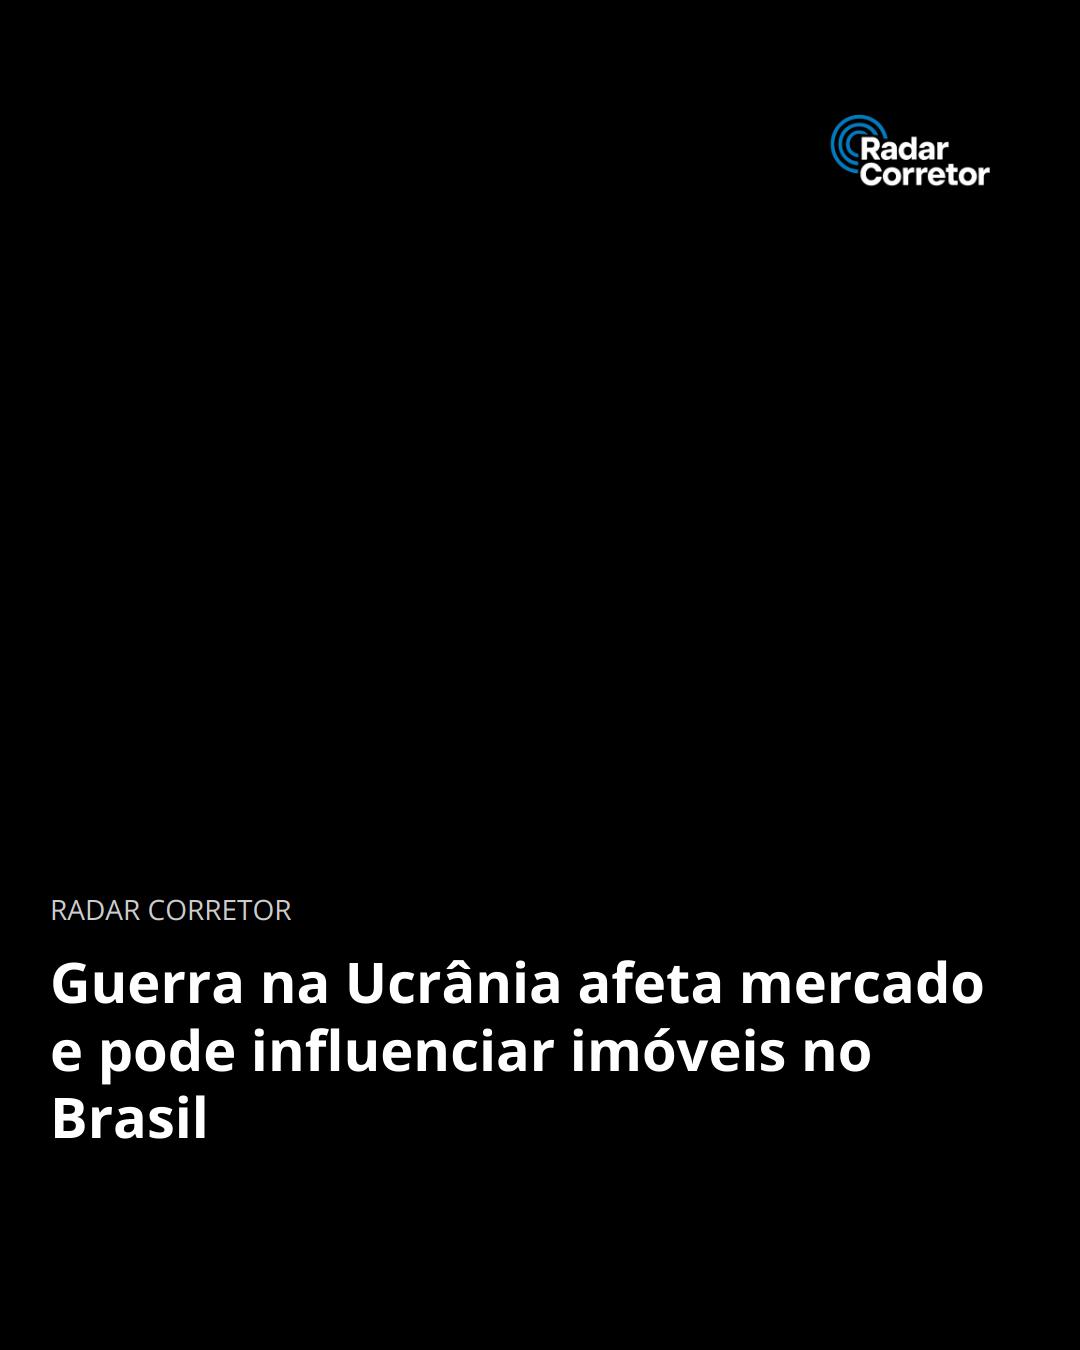 Radar
Corretor
RADAR CORRETOR
Guerra na Ucrânia afeta mercado
e pode influenciar imóveis no
Brasil